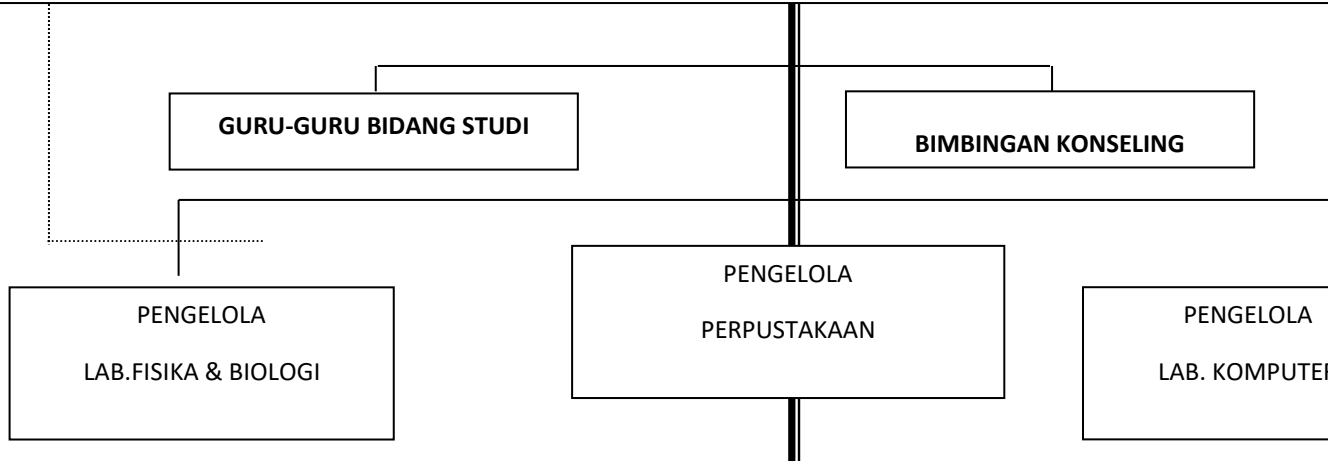 GURU-GURU BIDANG STUDI
BIMBINGAN KONSELING
PENGELOLA
LAB.FISIKA & BIOLOGI
PENGELOLA
PERPUSTAKAAN
PENGELOLA
LAB. KOMPUTER